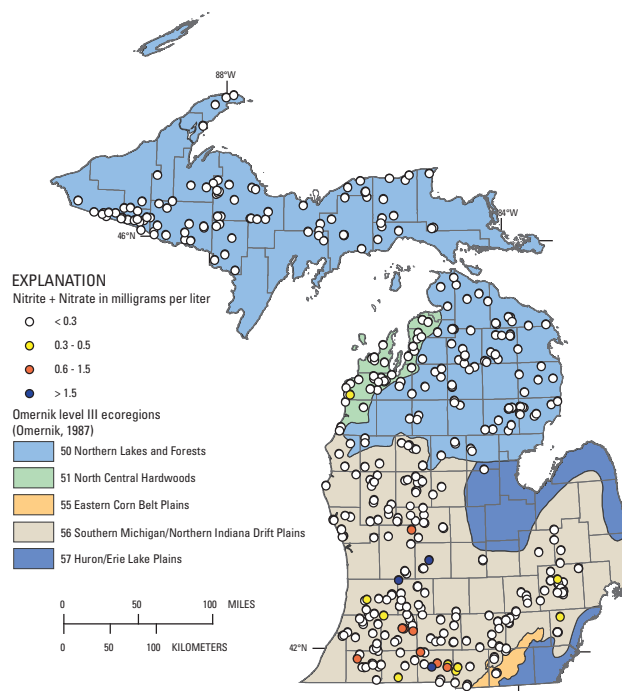 88°W
84°W
46°N
EXPLANATION
Nitrite + Nitrate in milligrams per liter
< 0.3
0.3 - 0.5
0.6 - 1.5
> 1.5
Omernik level III ecoregions
(Omernik, 1987)
50 Northern Lakes and Forests
51 North Central Hardwoods
55 Eastern Corn Belt Plains
56 Southern Michigan/Northern Indiana Drift Plains
57 Huron/Erie Lake Plains
0 50 100 MILES
0 50 100 KILOMETERS
42°N